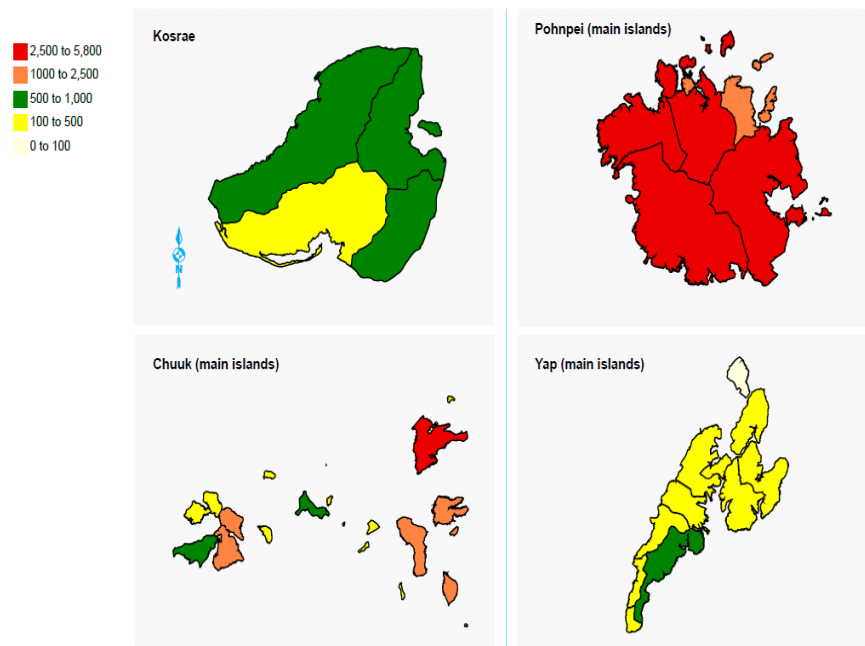 2,500 to 5,800
1000 to 2,500
500 to 1,000
100 to 500
0 to 100
Kosrae
N
Pohnpei (main islands)
Chuuk (main islands)
Yap (main islands)